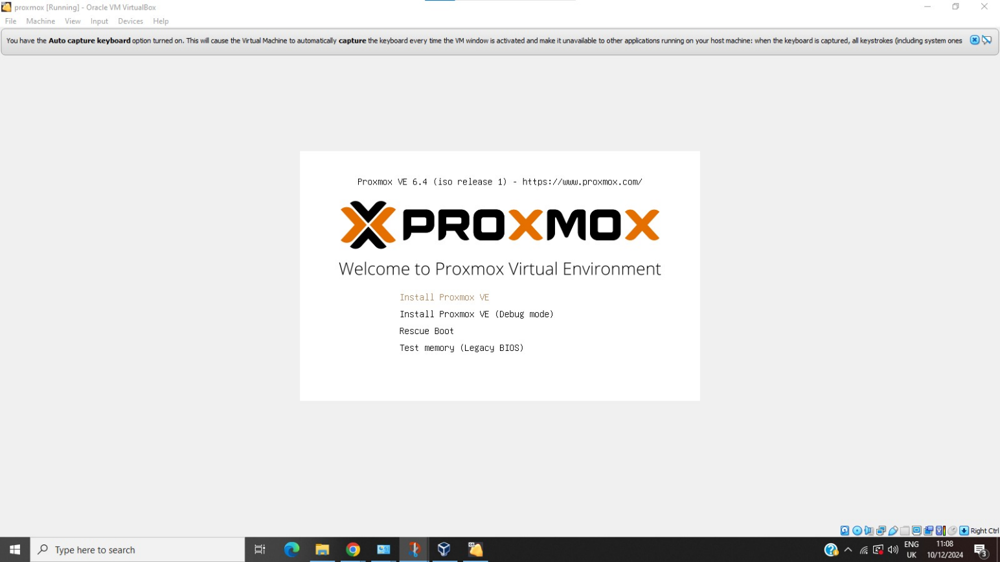 proxmox [Running] - Oracle VM VirtualBox
File Machine View Input Devices Help
You have the Auto capture keyboard option turned on. This will cause the Virtual Machine to automatically capture the keyboard every time the VM window is activated and make it unavailable to other applications running on your host machine: when the keyboard is captured, all keystrokes (including system ones
Proxmox VE 6.4 (iso release 1) - https://www.proxmox.com/
PROXMOX
Welcome to Proxmox Virtual Environment
Install Proxmox VE
Install Proxmox VE (Debug mode)
Rescue Boot
Test memory (Legacy BIOS)
Right Ctrl
Type here to search
ENG
UK
11:08
10/12/2024
3